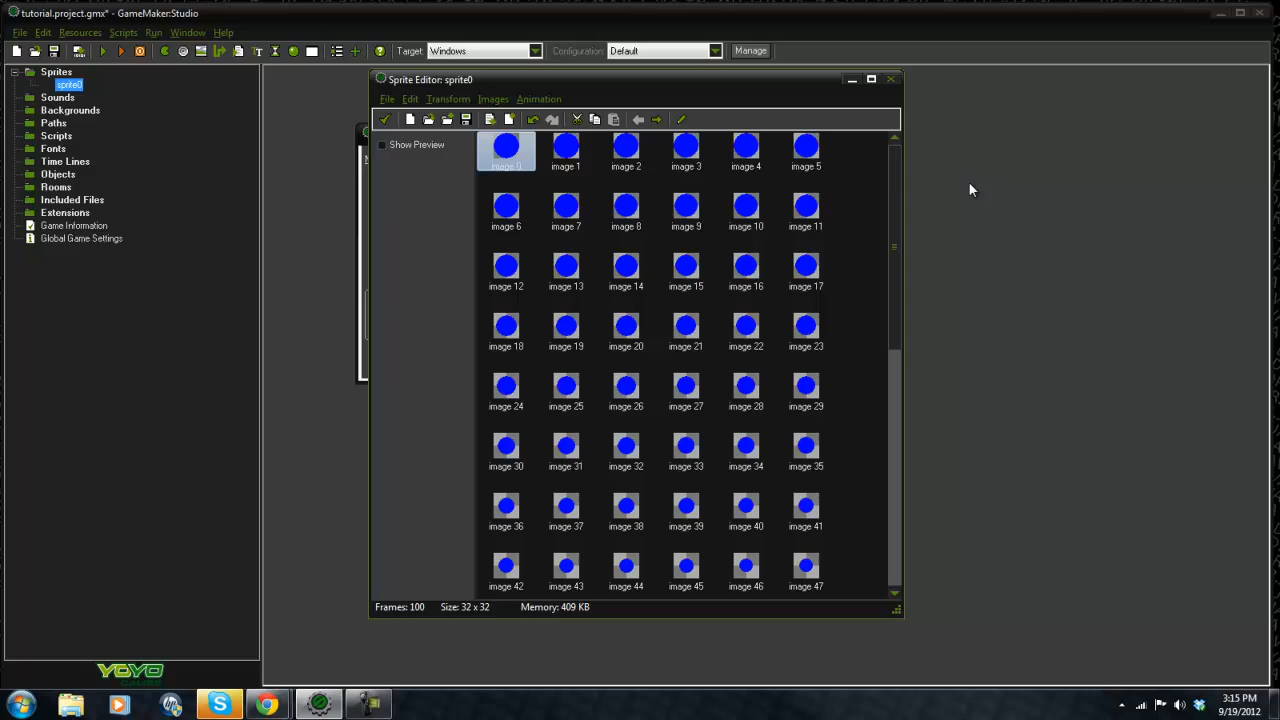 tutorial.project.gmx* - GameMaker:Studio
File Edit Resources Scripts Run Window Help
Target: Windows Configuration: Default Manage
Sprites
sprite0
Sounds
Backgrounds
Paths
Scripts
Fonts
Time Lines
Objects
Rooms
Included Files
Extensions
Game Information
Global Game Settings
Sprite Editor: sprite0
File Edit Transform Images Animation
Show Preview
image 0 image 1 image 2 image 3 image 4 image 5
image 6 image 7 image 8 image 9 image 10 image 11
image 12 image 13 image 14 image 15 image 16 image 17
image 18 image 19 image 20 image 21 image 22 image 23
image 24 image 25 image 26 image 27 image 28 image 29
image 30 image 31 image 32 image 33 image 34 image 35
image 36 image 37 image 38 image 39 image 40 image 41
image 42 image 43 image 44 image 45 image 46 image 47
Frames: 100 Size: 32 x 32 Memory: 409 KB
YOYO
GAMES
3:15 PM
9/19/2012